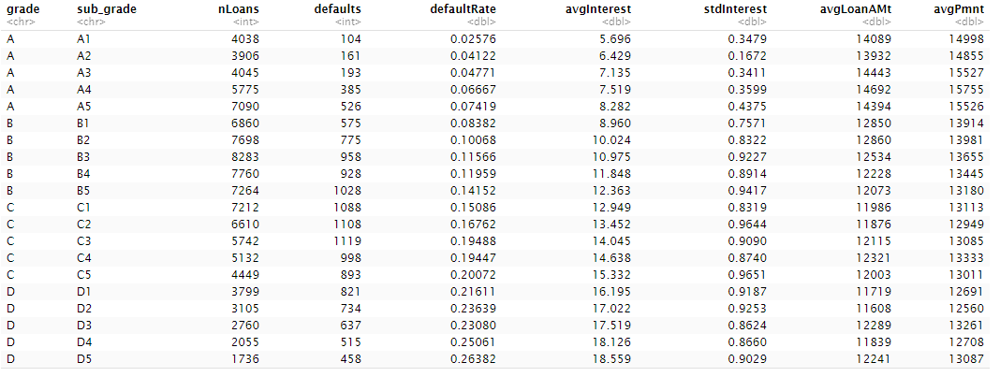 grade sub_grade nLoans defaults defaultRate avgInterest stdInterest avgLoanAMt avgPmnt
<chr> <chr> <int> <int> <dbl> <dbl> <dbl> <dbl> <dbl>
A A1 4038 104 0.02576 5.696 0.3479 14089 14998
A A2 3906 161 0.04122 6.429 0.1672 13932 14855
A A3 4045 193 0.04771 7.135 0.3411 14443 15527
A A4 5775 385 0.06667 7.519 0.3599 14692 15755
A A5 7090 526 0.07419 8.282 0.4375 14394 15526
B B1 6860 575 0.08382 8.960 0.7571 12850 13914
B B2 7698 775 0.10068 10.024 0.8322 12860 13981
B B3 8283 958 0.11566 10.975 0.9227 12534 13655
B B4 7760 928 0.11959 11.848 0.8914 12228 13445
B B5 7264 1028 0.14152 12.363 0.9417 12073 13180
C C1 7212 1088 0.15086 12.949 0.8319 11986 13113
C C2 6610 1108 0.16762 13.452 0.9644 11876 12949
C C3 5742 1119 0.19488 14.045 0.9090 12115 13085
C C4 5132 998 0.19447 14.638 0.8740 12321 13333
C C5 4449 893 0.20072 15.332 0.9651 12003 13011
D D1 3799 821 0.21611 16.195 0.9187 11719 12691
D D2 3105 734 0.23639 17.022 0.9253 11608 12560
D D3 2760 637 0.23080 17.519 0.8624 12289 13261
D D4 2055 515 0.25061 18.126 0.8660 11839 12708
D D5 1736 458 0.26382 18.559 0.9029 12241 13087